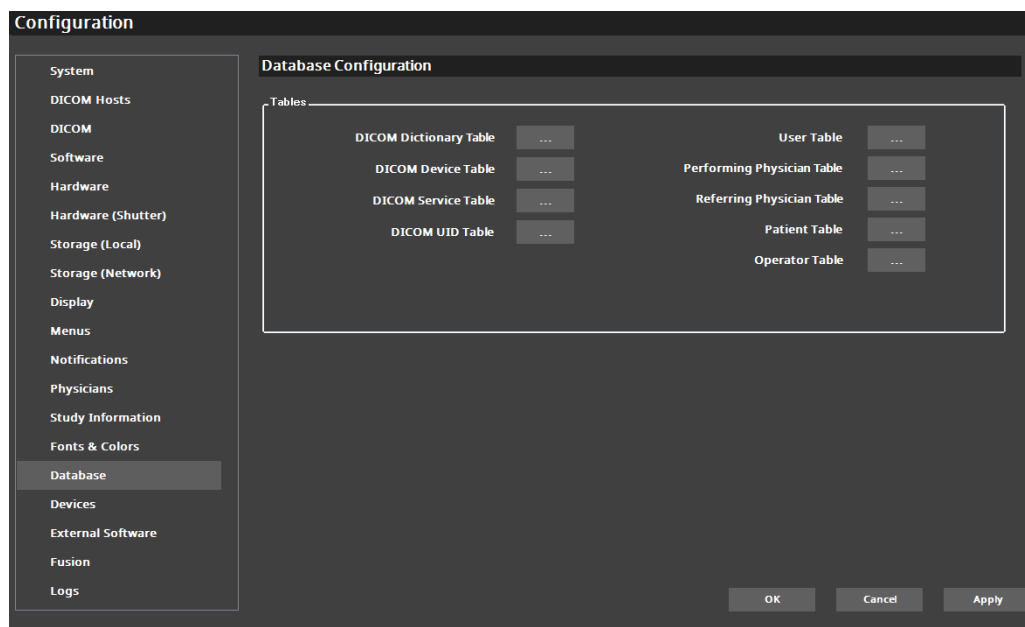 Configuration
System
DICOM Hosts
DICOM
Software
Hardware
Hardware (Shutter)
Storage (Local)
Storage (Network)
Display
Menus
Notifications
Physicians
Study Information
Fonts & Colors
Database
Devices
External Software
Fusion
Logs
Database Configuration
Tables
DICOM Dictionary Table ...
DICOM Device Table ...
DICOM Service Table ...
DICOM UID Table ...
User Table ...
Performing Physician Table ...
Referring Physician Table ...
Patient Table ...
Operator Table ...
OK Cancel Apply